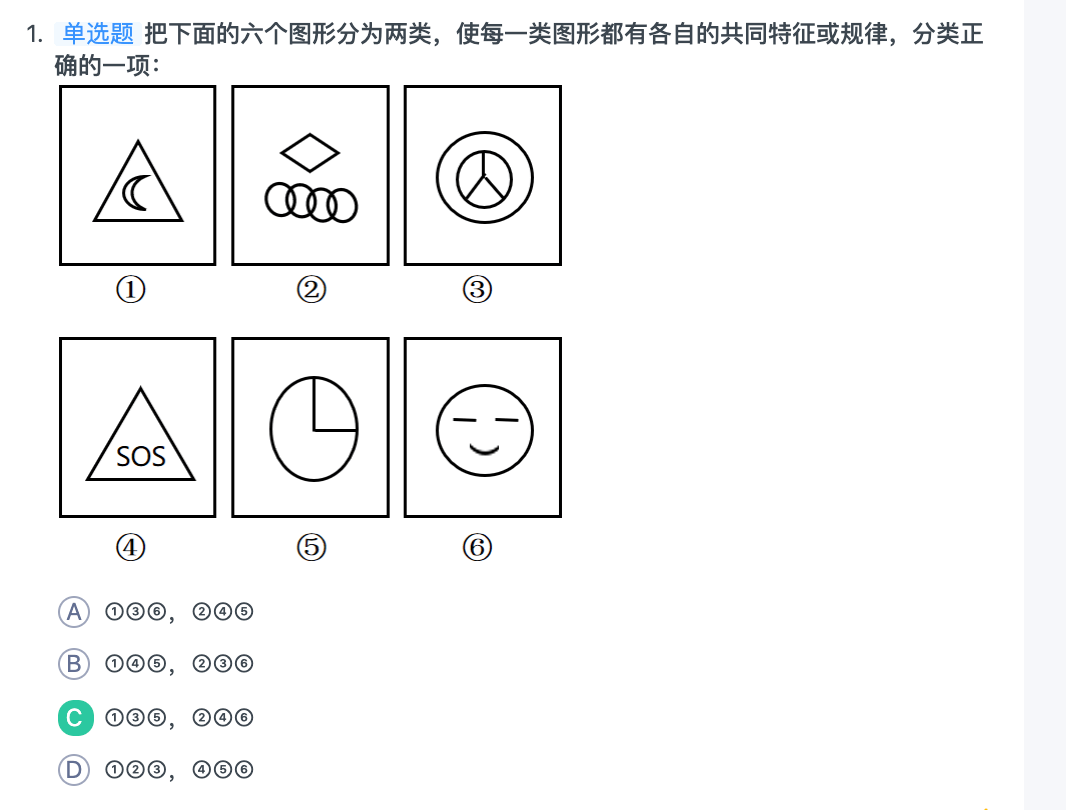 1. 单选题 把下面的六个图形分为两类，使每一类图形都有各自的共同特征或规律，分类正
确的一项：
① ② ③
SOS
④ ⑤ ⑥
A ①③⑥，②④⑤
B ①④⑤，②③⑥
C ①③⑤，②④⑥
D ①②③，④⑤⑥